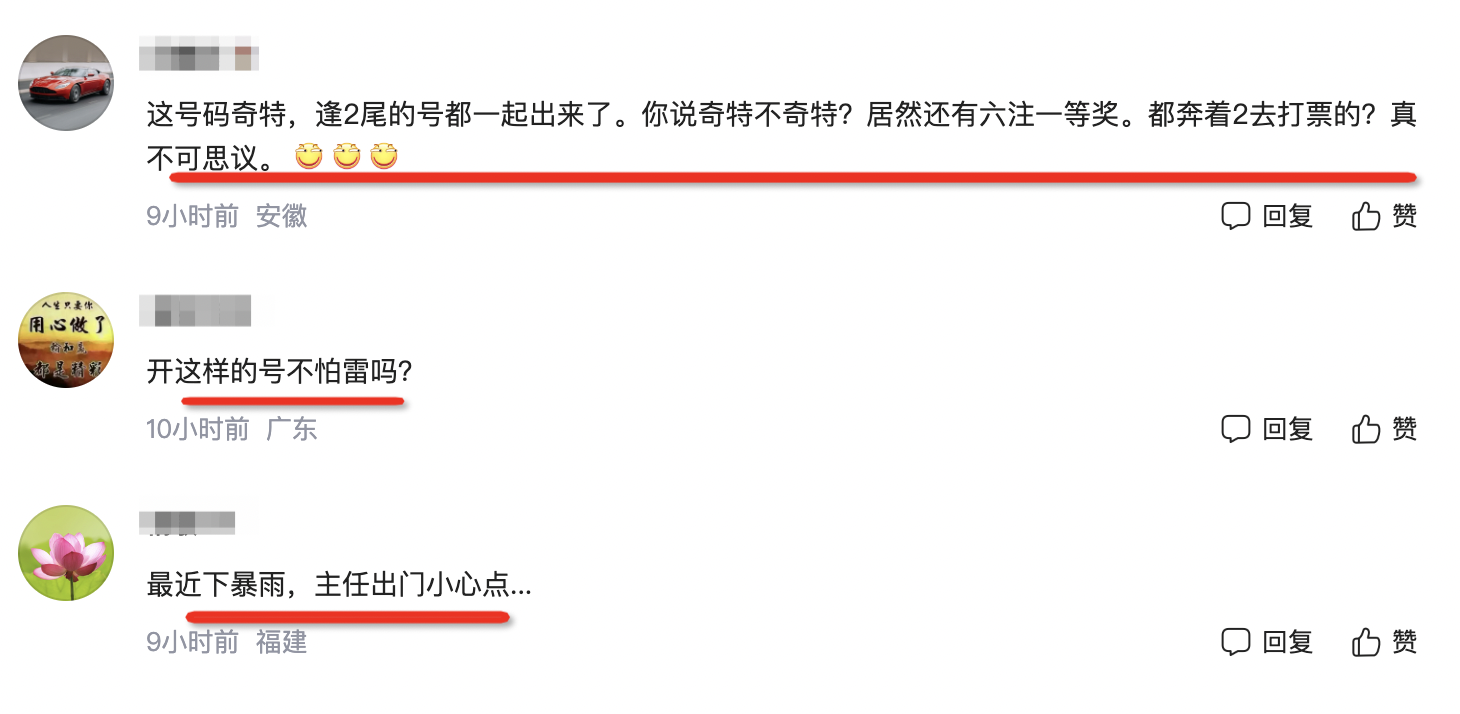 这号码奇特，逢2尾的号都一起出来了。你说奇特不奇特？居然还有六注一等奖。都奔着2去打票的？真
不可思议。
9小时前 安徽
回复 赞
人生只要你
用心做了
都是精彩
开这样的号不怕雷吗？
10小时前 广东
回复 赞
最近下暴雨，主任出门小心点...
9小时前 福建
回复 赞